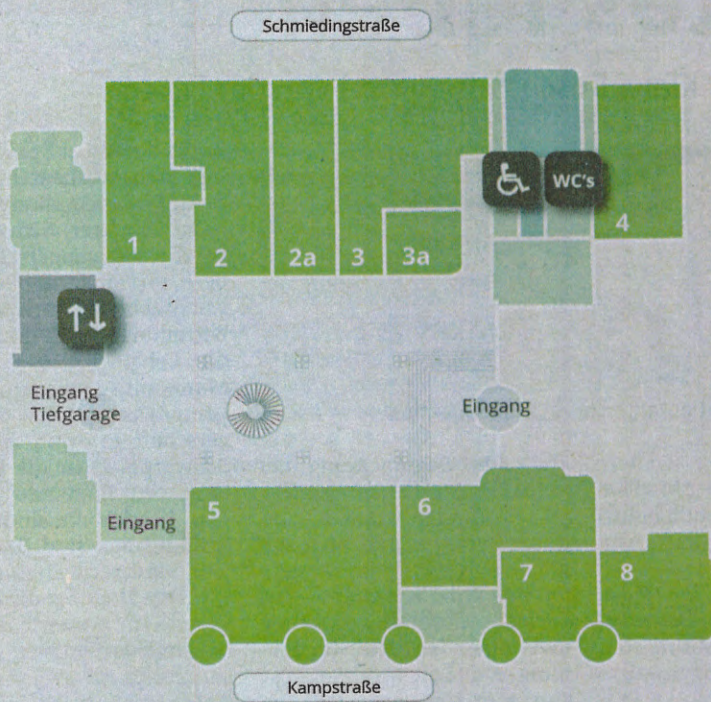 Schmiedingstraße
WC's
1
2
2a
3
3a
4
Eingang
Tiefgarage
Eingang
Eingang
5
6
7
8
Kampstraße